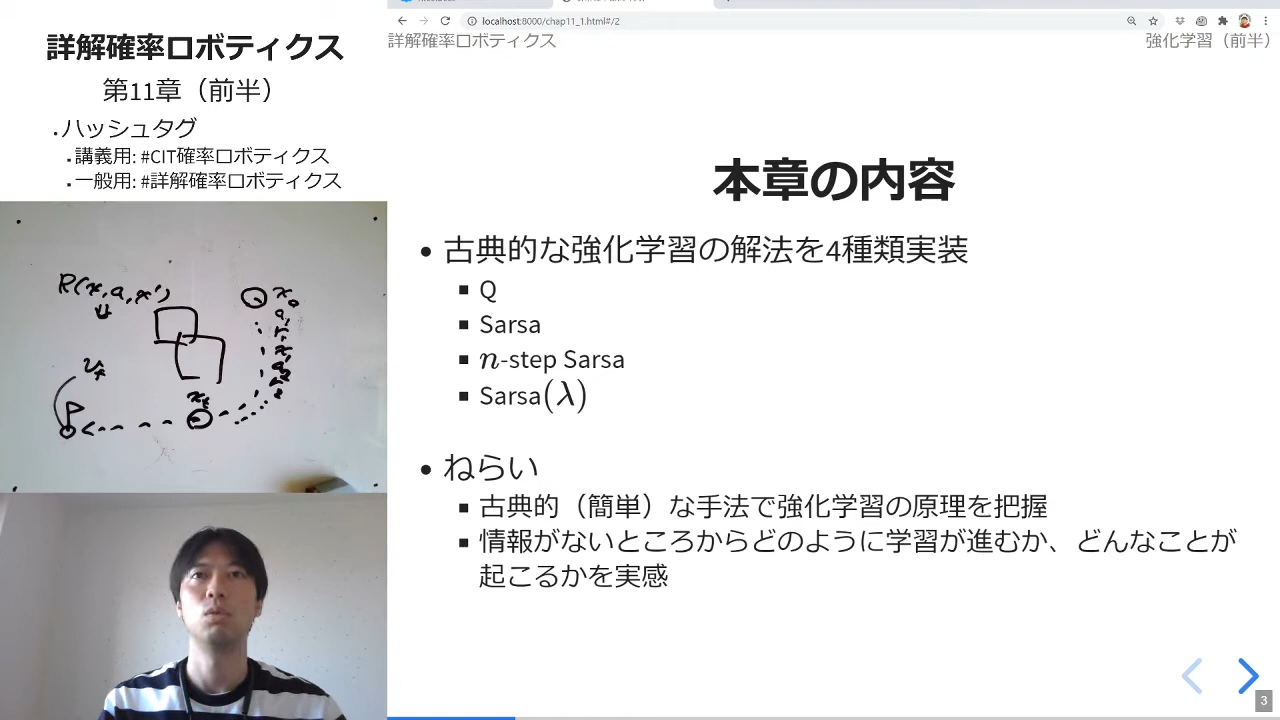 詳解確率ロボティクス
第11章（前半）
ハッシュタグ
講義用: #CIT確率ロボティクス
一般用: #詳解確率ロボティクス
R(x,a,x')
localhost:8000/chap11_1.html#/2
詳解確率ロボティクス
強化学習（前半）
本章の内容
古典的な強化学習の解法を4種類実装
Q
Sarsa
n-step Sarsa
Sarsa(λ)
ねらい
古典的（簡単）な手法で強化学習の原理を把握
情報がないところからどのように学習が進むか、どんなことが
起こるかを実感
3